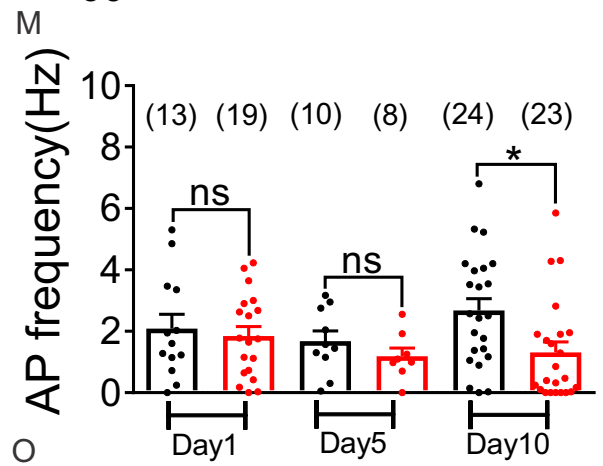 M
AP frequency(Hz)
10
8
6
4
2
0
(13) (19) (10) (8) (24) (23)
ns
ns
*
Day1 Day5 Day10
O